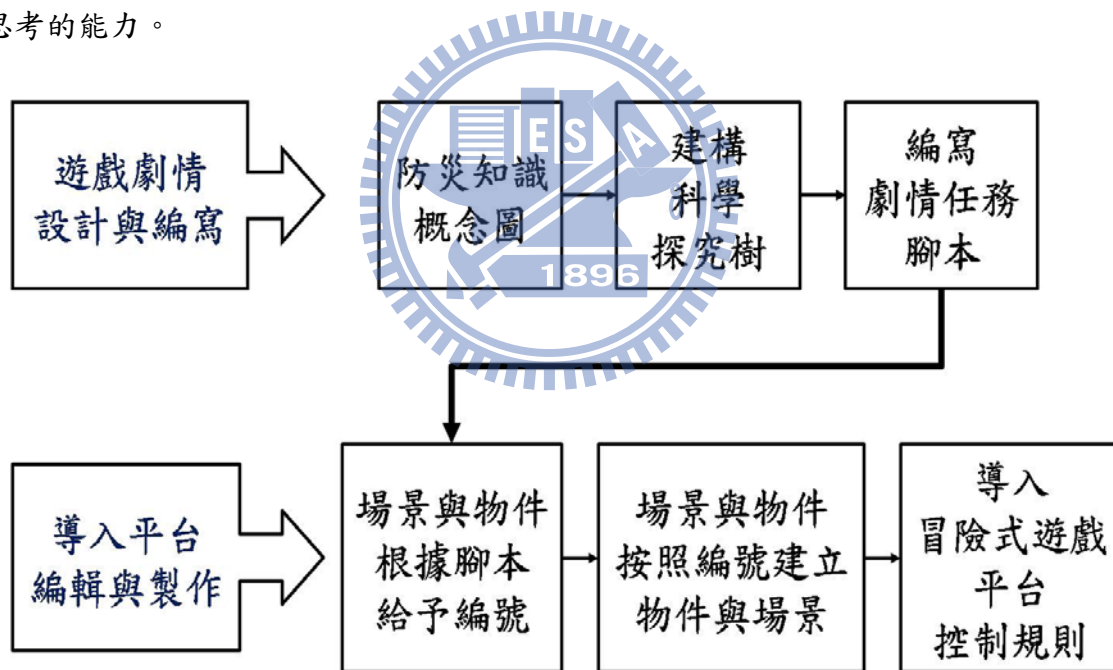 思考的能力。
遊戲劇情
設計與編寫
防災知識
概念圖
建構
科學
探究樹
編寫
劇情任務
腳本
ESA
1896
導入平台
編輯與製作
場景與物件
根據腳本
給予編號
場景與物件
按照編號建立
物件與場景
導入
冒險式遊戲
平台
控制規則